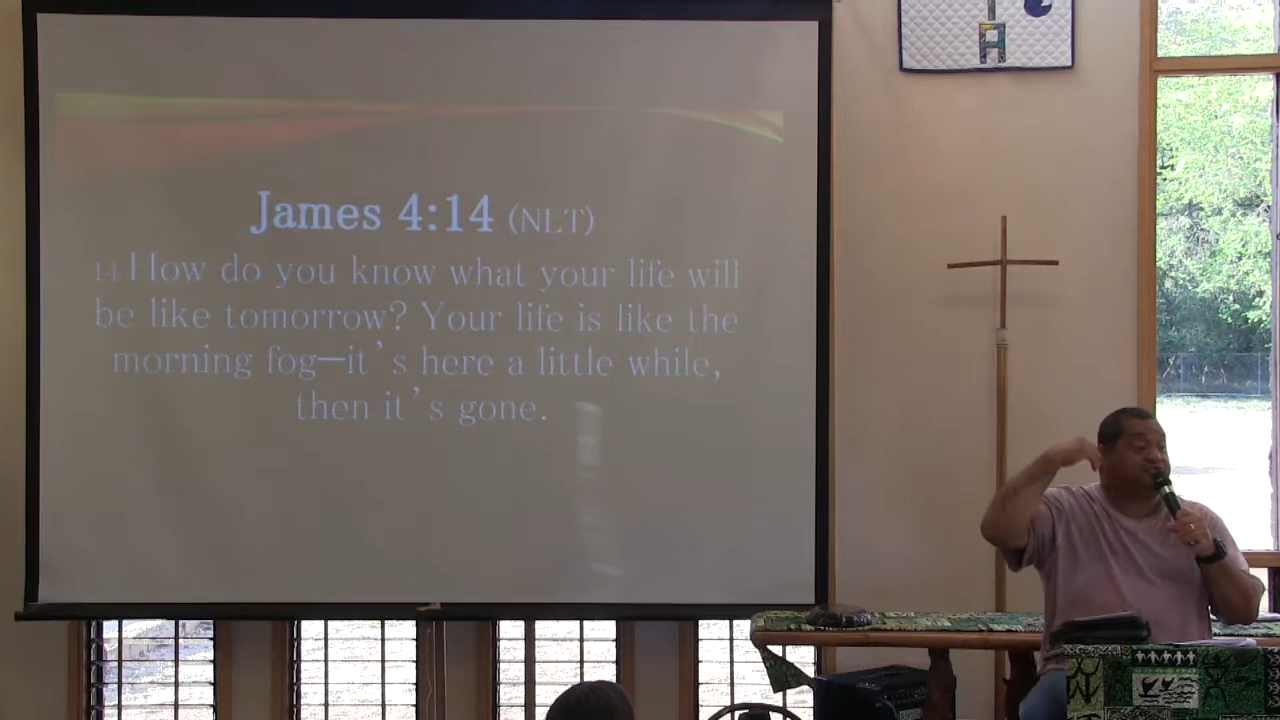 James 4:14 (NLT)
14 How do you know what your life will
be like tomorrow? Your life is like the
morning fog—it's here a little while,
then it's gone.